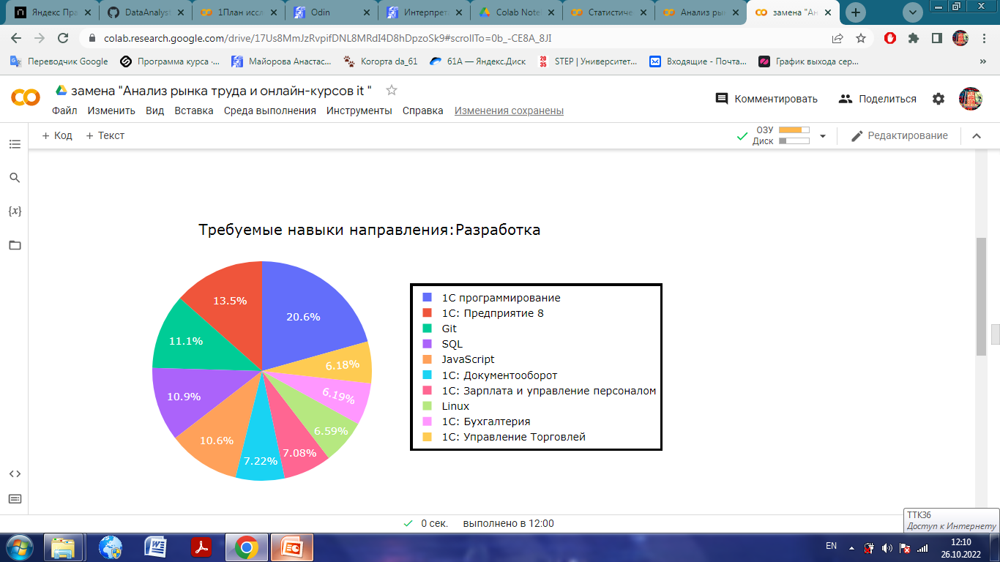 Яндекс Пра
DataAnalyst
1План иссл
Odin
Интерпрет
Colab Note
Статистиче
Анализ рын
замена "Ан
colab.research.google.com/drive/17Us8MmJzRvpifDNL8MRdI4D8hDpzoSk9#scrollTo=0b_-CE8A_8JI
Переводчик Google
Программа курса ·...
Майорова Анастас...
Когорта da_61
61A — Яндекс.Диск
20 35
STEP | Университет...
Входящие - Почта...
График выхода сер...
»
замена "Анализ рынка труда и онлайн-курсов it "
Комментировать
Поделиться
Файл Изменить Вид Вставка Среда выполнения Инструменты Справка Изменения сохранены
+ Код + Текст
ОЗУ
Диск
Редактирование
{x}
Требуемые навыки направления:Разработка
13.5%
20.6%
11.1%
6.18%
10.9%
6.19%
6.59%
10.6%
7.08%
7.22%
1С программирование
1С: Предприятие 8
Git
SQL
JavaScript
1С: Документооборот
1С: Зарплата и управление персоналом
Linux
1С: Бухгалтерия
1С: Управление Торговлей
0 сек. выполнено в 12:00
ТТК36
Доступ к Интернету
EN
12:10
26.10.2022